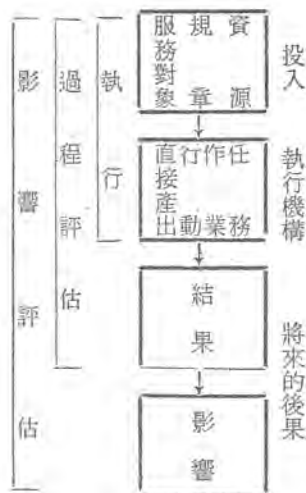 投入
資源
規章
服務對象
執行機構
任務
作業
行動
直接產出
將來的後果
結果
影響
執行
過程評估
影響評估